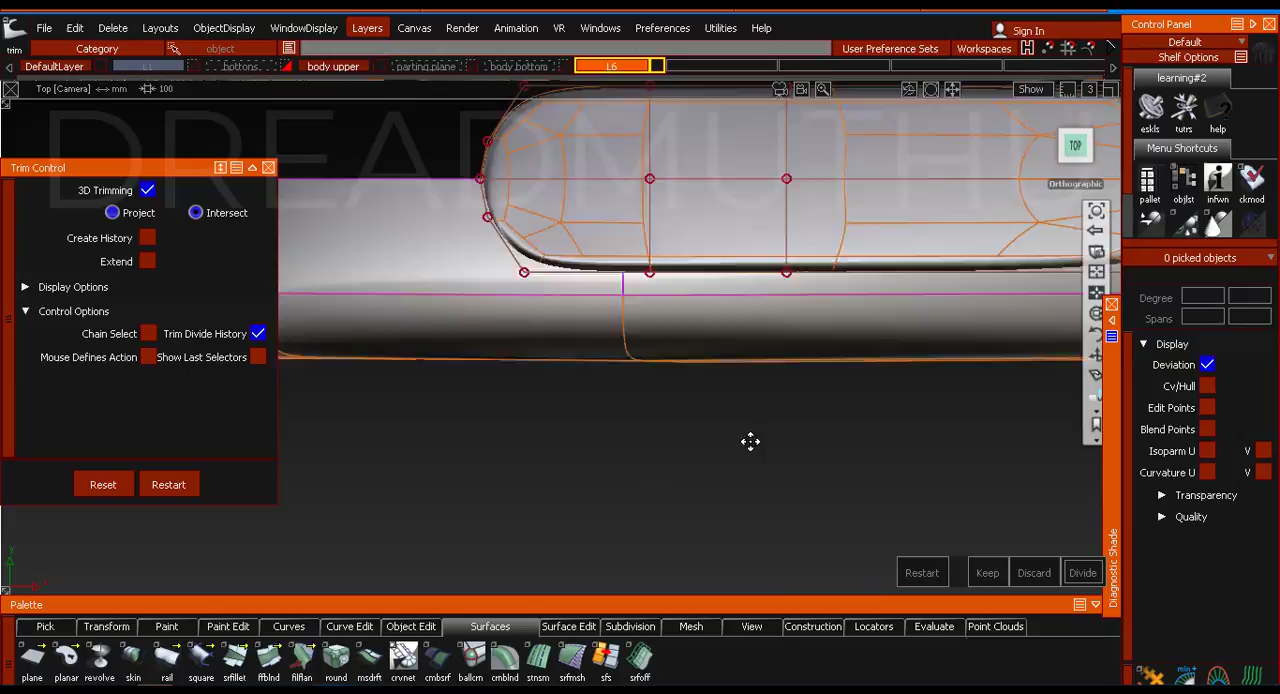 File Edit Delete Layouts ObjectDisplay WindowDisplay Layers Canvas Render Animation VR Windows Preferences Utilities Help Sign In
trim Category object User Preference Sets Workspaces
DefaultLayer L1 bottons body upper parting plane body bottom L6
Top [Camera] mm 100 Show 3
DREADMUTHU
TOP
Orthographic
Trim Control
3D Trimming
Project Intersect
Create History
Extend
Display Options
Control Options
Chain Select Trim Divide History
Mouse Defines Action Show Last Selectors
Reset Restart
Restart Keep Discard Divide
Diagnostic Shade
Control Panel
Default
Shelf Options
learning#2
eskls tutrs help
Menu Shortcuts
pallet objlst infwn ckmod
0 picked objects
Degree
Spans
Display
Deviation
Cv/Hull
Edit Points
Blend Points
Isoparm U V
Curvature U V
Transparency
Quality
Palette
Pick Transform Paint Paint Edit Curves Curve Edit Object Edit Surfaces Surface Edit Subdivision Mesh View Construction Locators Evaluate Point Clouds
plane planar revolve skin rail square srfillet ffblnd filflan round msdrft crvnet cmbsrf ballcrn cmblnd stnsrn srfmsh sfs srfoff